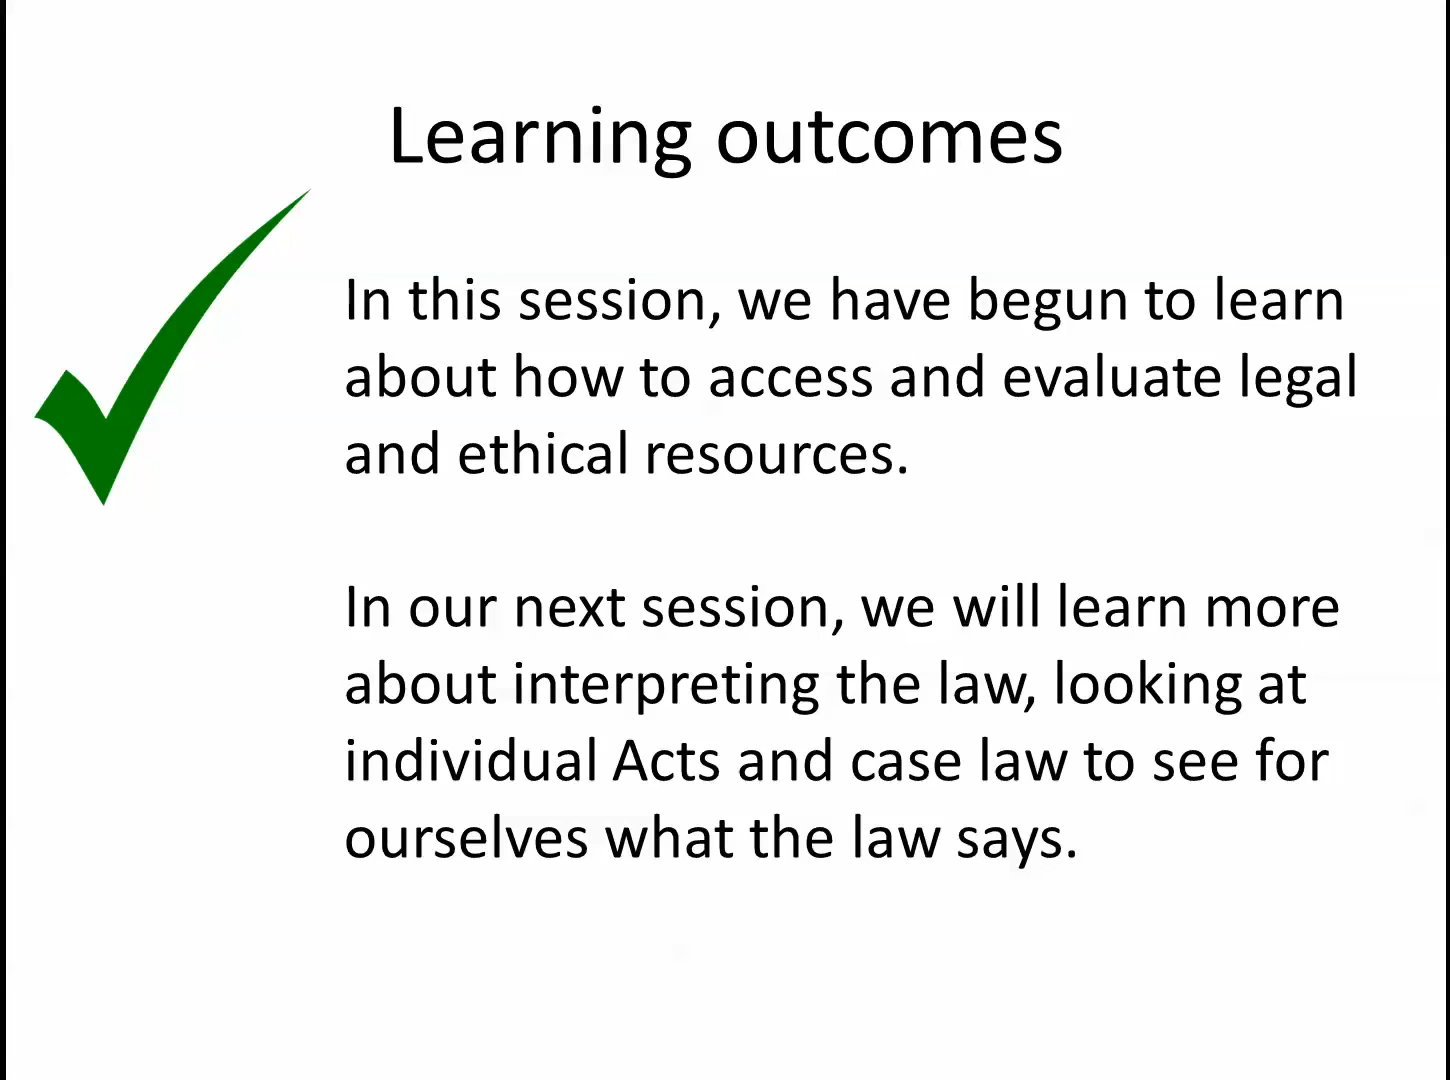 Learning outcomes
In this session, we have begun to learn
about how to access and evaluate legal
and ethical resources.
In our next session, we will learn more
about interpreting the law, looking at
individual Acts and case law to see for
ourselves what the law says.